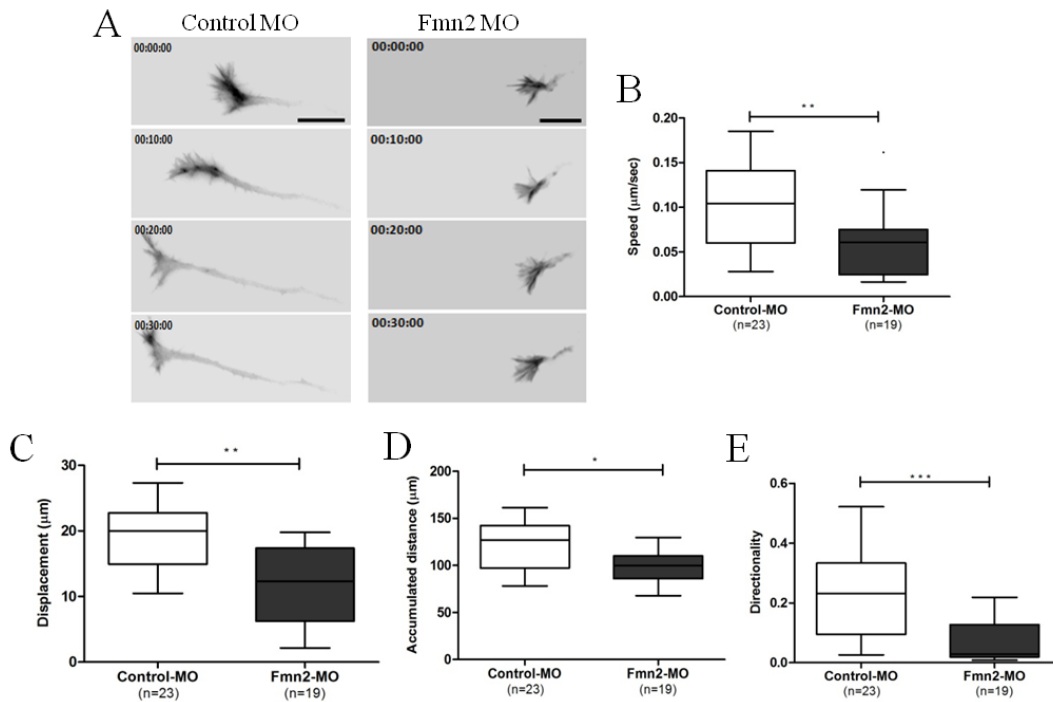 A
Control MO
Fmn2 MO
00:00:00
00:00:00
00:10:00
00:10:00
00:20:00
00:20:00
00:30:00
00:30:00
B
**
0.20
0.15
0.10
0.05
0.00
Speed (μm/sec)
Control-MO
Fmn2-MO
(n=23)
(n=19)
C
**
30
20
10
0
Displacement (μm)
Control-MO
Fmn2-MO
(n=23)
(n=19)
D
*
200
150
100
50
0
Accumulated distance (μm)
Control-MO
Fmn2-MO
(n=23)
(n=19)
E
***
0.6
0.4
0.2
0.0
Directionality
Control-MO
Fmn2-MO
(n=23)
(n=19)